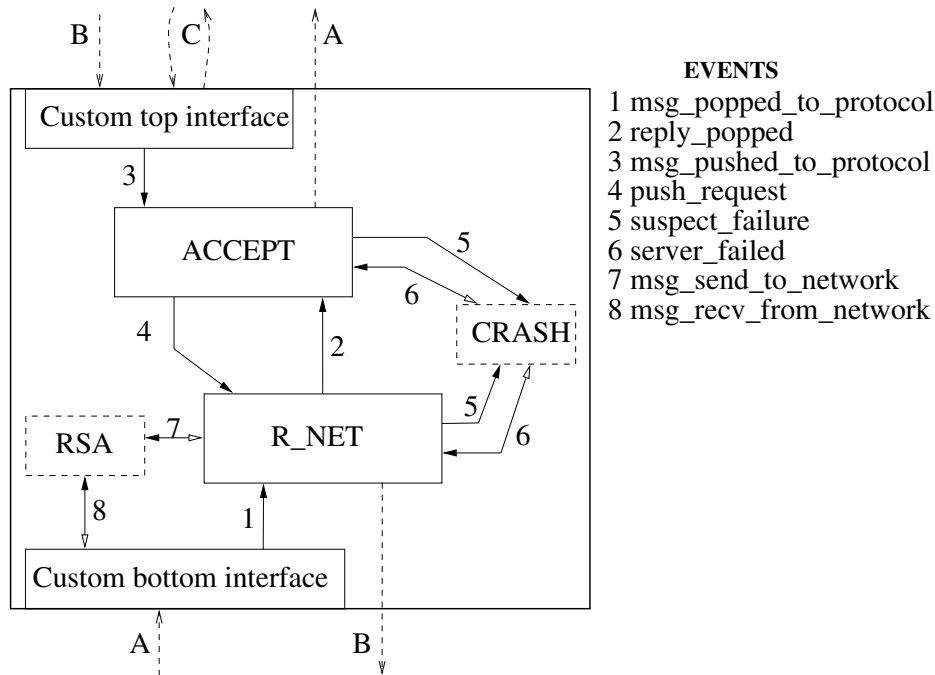 B
C
A
EVENTS
1 msg_popped_to_protocol
2 reply_popped
3 msg_pushed_to_protocol
4 push_request
5 suspect_failure
6 server_failed
7 msg_send_to_network
8 msg_recv_from_network
Custom top interface
3
ACCEPT
5
6
CRASH
4
2
5
6
RSA
7
R_NET
8
1
Custom bottom interface
A
B